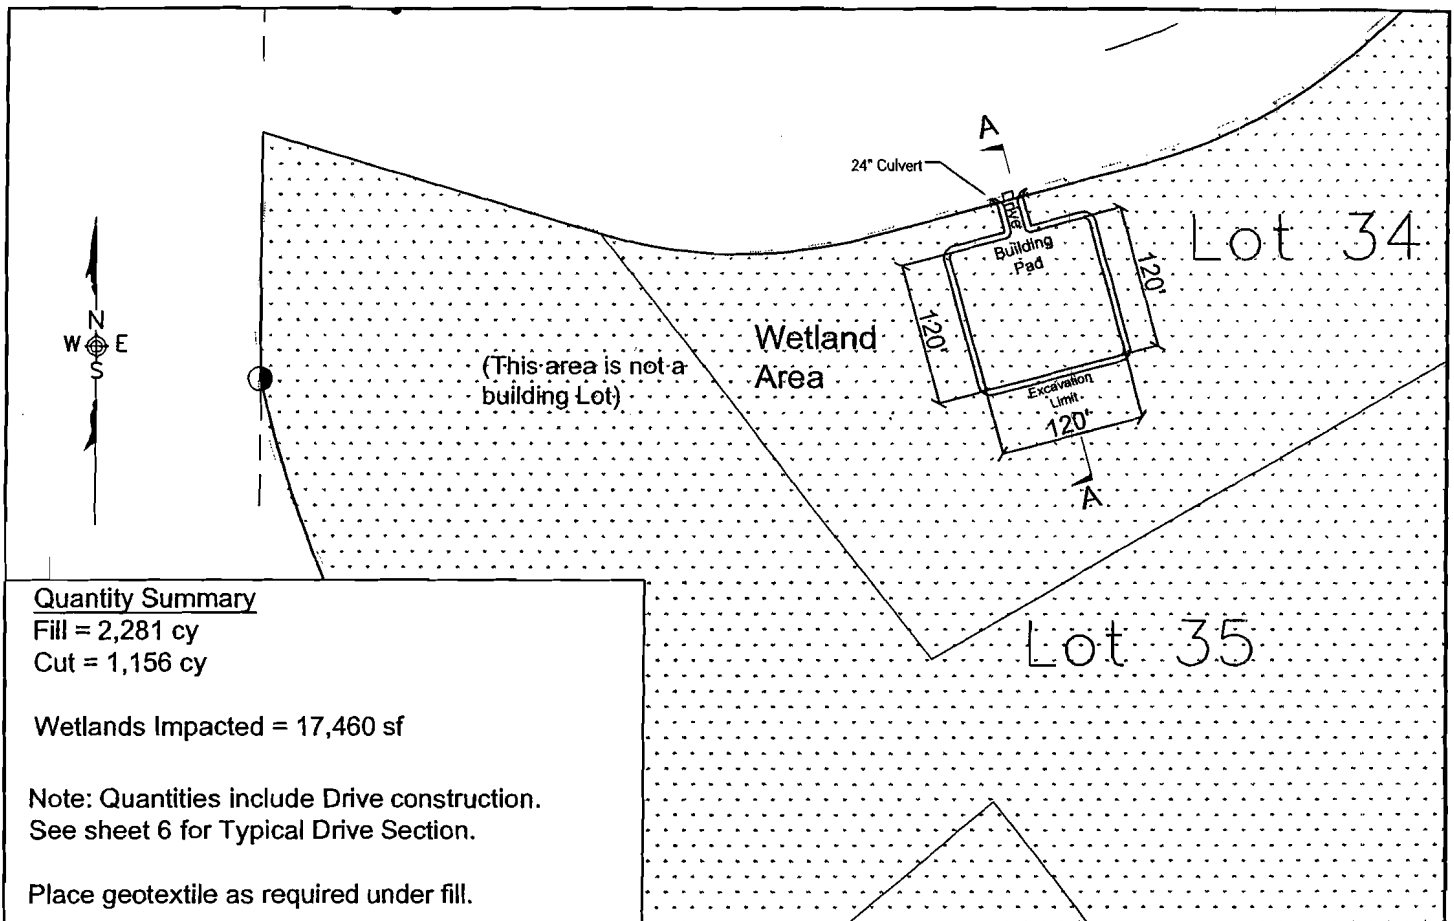 A
24" Culvert
Drive
Lot 34
Building
Pad
120'
120'
N
W E
S
Wetland
Area
(This area is not a
building Lot)
Excavation
Limit
120'
A
Quantity Summary
Fill = 2,281 cy
Cut = 1,156 cy
Lot 35
Wetlands Impacted = 17,460 sf
Note: Quantities include Drive construction.
See sheet 6 for Typical Drive Section.
Place geotextile as required under fill.